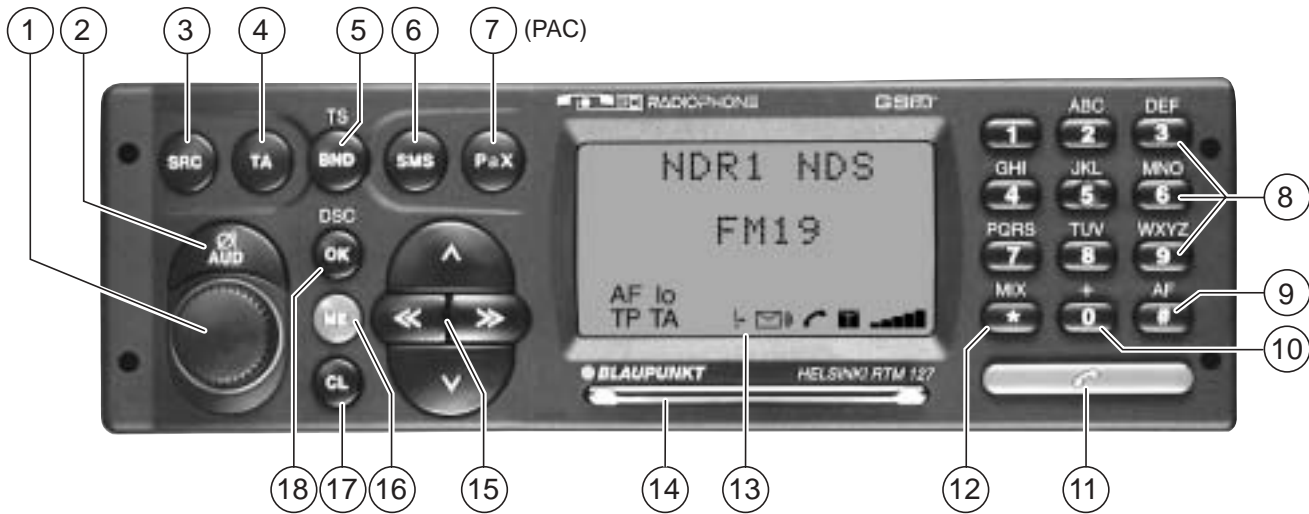 1 2 3 4 5 6 7 (PAC)
RADIOPHONE GSM
TS
SRC TA BND SMS
NDR1 NDS
FM19
AF lo
TP TA
DSC
OK
AUD
CL
BLAUPUNKT HELSINKI RTM 127
ABC DEF
1 2 3
GHI JKL MNO
4 5 6
PQRS TUV WXYZ
7 8 9
MIX + AF
* 0 #
8
9
10
18 17 16 15 14 13 12 11